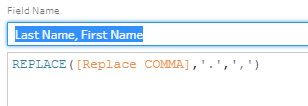 Field Name
Last Name, First Name
REPLACE([Replace COMMA],'.',',')